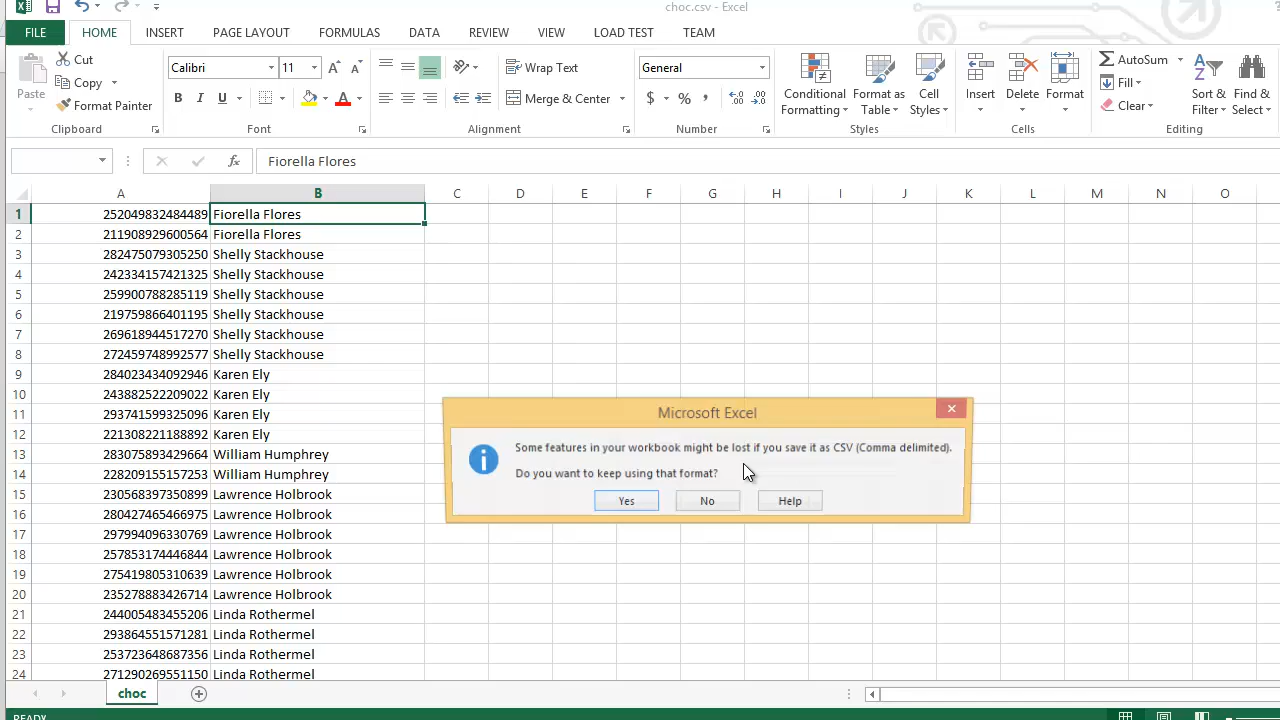 choc.csv - Excel
FILE HOME INSERT PAGE LAYOUT FORMULAS DATA REVIEW VIEW LOAD TEST TEAM
Paste
Cut
Copy
Format Painter
Clipboard
Calibri 11
B I U
Font
Wrap Text
Merge & Center
Alignment
General
$ % ,
Number
Conditional Formatting
Format as Table
Cell Styles
Styles
Insert
Delete
Format
Cells
AutoSum
Fill
Clear
Sort & Filter
Find & Select
Editing
fx Fiorella Flores
A B C D E F G H I J K L M N O
1 252049832484489 Fiorella Flores
2 211908929600564 Fiorella Flores
3 282475079305250 Shelly Stackhouse
4 242334157421325 Shelly Stackhouse
5 259900788285119 Shelly Stackhouse
6 219759866401195 Shelly Stackhouse
7 269618944517270 Shelly Stackhouse
8 272459748992577 Shelly Stackhouse
9 284023434092946 Karen Ely
10 243882522209022 Karen Ely
11 293741599325096 Karen Ely
12 221308221188892 Karen Ely
13 283075893429664 William Humphrey
14 228209155157253 William Humphrey
15 230568397350899 Lawrence Holbrook
16 280427465466975 Lawrence Holbrook
17 297994096330769 Lawrence Holbrook
18 257853174446844 Lawrence Holbrook
19 275419805310639 Lawrence Holbrook
20 235278883426714 Lawrence Holbrook
21 244005483455206 Linda Rothermel
22 293864551571281 Linda Rothermel
23 253723648687356 Linda Rothermel
24 271290269551150 Linda Rothermel
Microsoft Excel
Some features in your workbook might be lost if you save it as CSV (Comma delimited).
Do you want to keep using that format?
Yes No Help
choc
READY